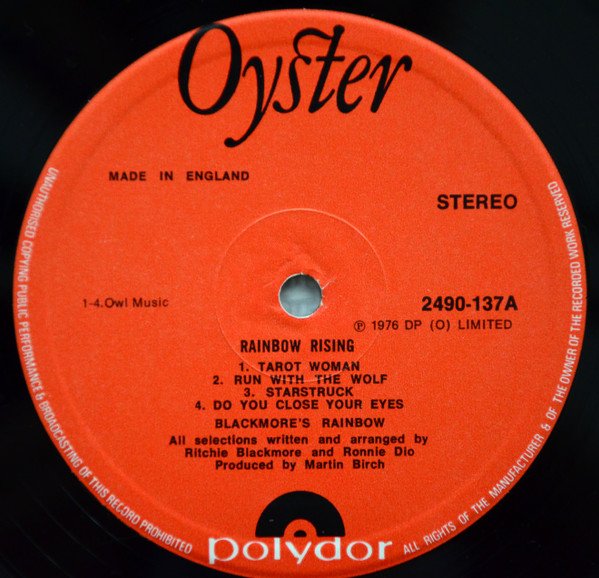 Oyster
MADE IN ENGLAND
STEREO
1-4.Owl Music
2490-137A
Ⓟ 1976 DP (O) LIMITED
RAINBOW RISING
1. TAROT WOMAN
2. RUN WITH THE WOLF
3. STARSTRUCK
4. DO YOU CLOSE YOUR EYES
BLACKMORE'S RAINBOW
All selections written and arranged by
Ritchie Blackmore and Ronnie Dio
Produced by Martin Birch
polydor
UNAUTHORISED COPYING PUBLIC PERFORMANCE & BROADCASTING OF THIS RECORD PROHIBITED
ALL RIGHTS OF THE MANUFACTURER & OF THE OWNER OF THE RECORDED WORK RESERVED